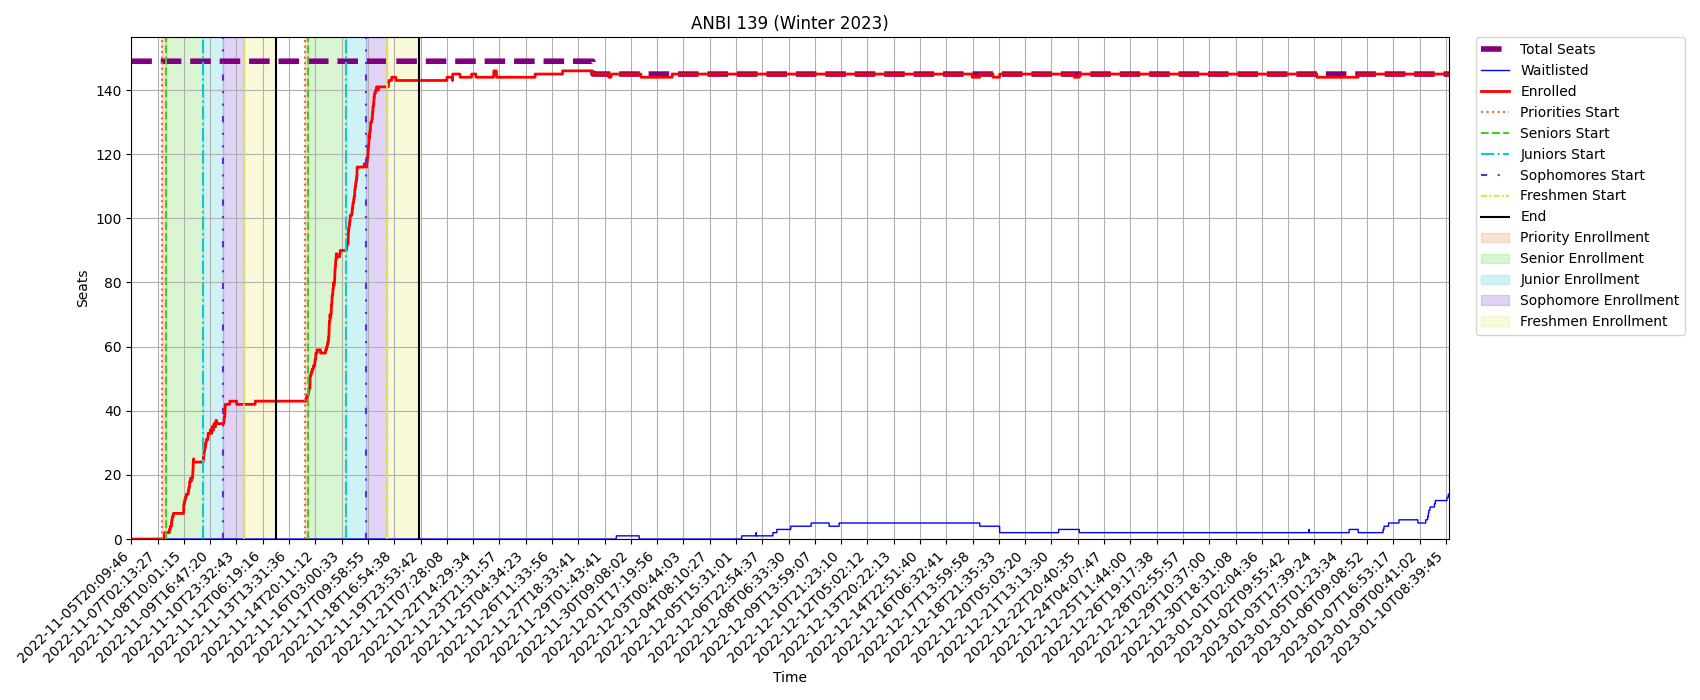 ANBI 139 (Winter 2023)
Total Seats
Waitlisted
Enrolled
Priorities Start
Seniors Start
Juniors Start
Sophomores Start
Freshmen Start
End
Priority Enrollment
Senior Enrollment
Junior Enrollment
Sophomore Enrollment
Freshmen Enrollment
Seats
140
120
100
80
60
40
20
0
2022-11-05T20:09:46
2022-11-07T02:13:27
2022-11-08T10:01:15
2022-11-09T16:47:20
2022-11-10T23:32:43
2022-11-12T06:19:16
2022-11-13T13:31:36
2022-11-14T20:11:12
2022-11-16T03:00:33
2022-11-17T09:58:55
2022-11-18T16:54:38
2022-11-19T23:53:42
2022-11-21T07:28:08
2022-11-22T14:29:34
2022-11-23T21:31:57
2022-11-25T04:34:23
2022-11-26T11:33:56
2022-11-27T18:33:41
2022-11-29T01:43:41
2022-11-30T09:08:02
2022-12-01T17:19:56
2022-12-03T00:44:03
2022-12-04T08:10:27
2022-12-05T15:31:01
2022-12-06T22:54:37
2022-12-08T06:33:30
2022-12-09T13:59:07
2022-12-10T21:23:10
2022-12-12T05:02:12
2022-12-13T20:22:13
2022-12-14T22:51:40
2022-12-16T06:32:41
2022-12-17T13:59:58
2022-12-18T21:35:33
2022-12-20T05:03:20
2022-12-21T13:13:30
2022-12-22T20:40:35
2022-12-24T04:07:47
2022-12-25T11:44:00
2022-12-26T19:17:38
2022-12-28T02:55:57
2022-12-29T10:37:00
2022-12-30T18:31:08
2023-01-01T02:04:36
2023-01-02T09:55:42
2023-01-03T17:39:24
2023-01-05T01:23:34
2023-01-06T09:08:52
2023-01-07T16:53:17
2023-01-09T00:41:02
2023-01-10T08:39:45
Time